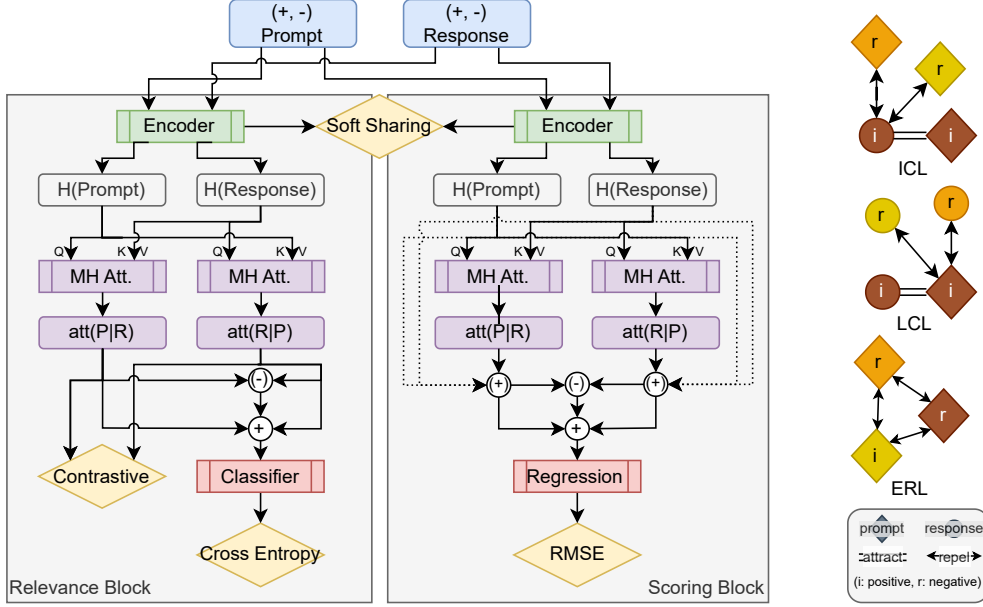 (+, -)
Prompt
(+, -)
Response
Encoder
Soft Sharing
Encoder
H(Prompt)
H(Response)
H(Prompt)
H(Response)
Q
K
V
Q
K
V
MH Att.
MH Att.
MH Att.
MH Att.
att(P|R)
att(R|P)
att(P|R)
att(R|P)
(-)
(+)
(-)
(+)
+
+
Contrastive
Classifier
Regression
Cross Entropy
RMSE
Relevance Block
Scoring Block
r
r
i
i
ICL
r
r
i
i
LCL
r
r
i
ERL
prompt
response
attract
repel
(i: positive, r: negative)